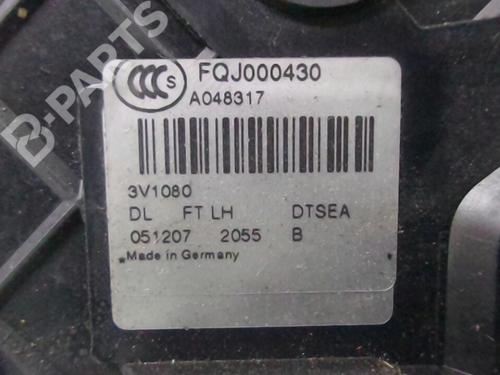 B-PARTS
CCC S
FQJ000430
A048317
3V1080
DL FT LH DTSEA
051207 2055 B
Made in Germany